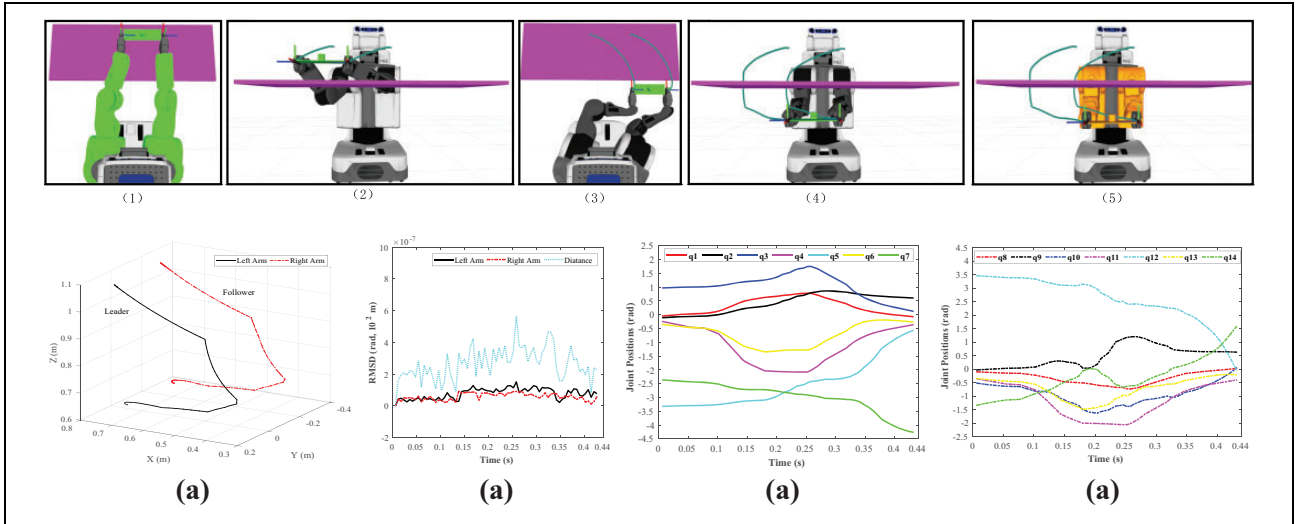 (1)
(2)
(3)
(4)
(5)
Left Arm Right Arm
Leader
Follower
Z (m)
1.1
1
0.9
0.8
0.7
0.6
0.8
0.7
0.6
0.5
0.4
0.3
X (m)
0.2
0
-0.2
-0.4
Y (m)
(a)
×10^-7
Left Arm Right Arm Diatance
RMSD (rad, 10^2 m)
10
8
6
4
2
0
-2
0 0.05 0.1 0.15 0.2 0.25 0.3 0.35 0.4 0.44
Time (s)
(a)
q1 q2 q3 q4 q5 q6 q7
Joint Positions (rad)
2.5
2
1.5
1
0.5
0
-0.5
-1
-1.5
-2
-2.5
-3
-3.5
-4
-4.5
0 0.05 0.1 0.15 0.2 0.25 0.3 0.35 0.4 0.44
Time (s)
(a)
q8 q9 q10 q11 q12 q13 q14
Joint Positions (rad)
4.5
3.5
2.5
1.5
0.5
0
-0.5
-1.5
-2.5
0 0.05 0.1 0.15 0.2 0.25 0.3 0.35 0.4 0.44
Time (s)
(a)